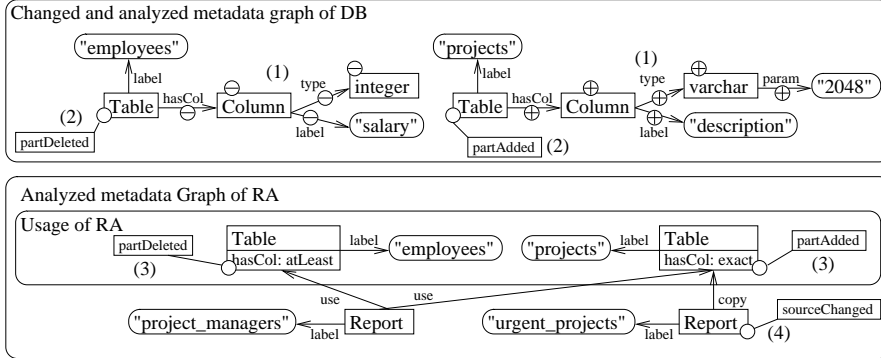 Changed and analyzed metadata graph of DB
"employees" "projects"
(1) (1)
label type integer label type varchar param "2048"
(2) Table hasCol Column Table hasCol Column
label "salary" label "description"
partDeleted partAdded (2)
Analyzed metadata Graph of RA
Usage of RA
partDeleted Table label "employees" "projects" label Table partAdded
(3) hasCol: atLeast hasCol: exact (3)
use use copy
"project_managers" label Report "urgent_projects" label Report sourceChanged
(4)